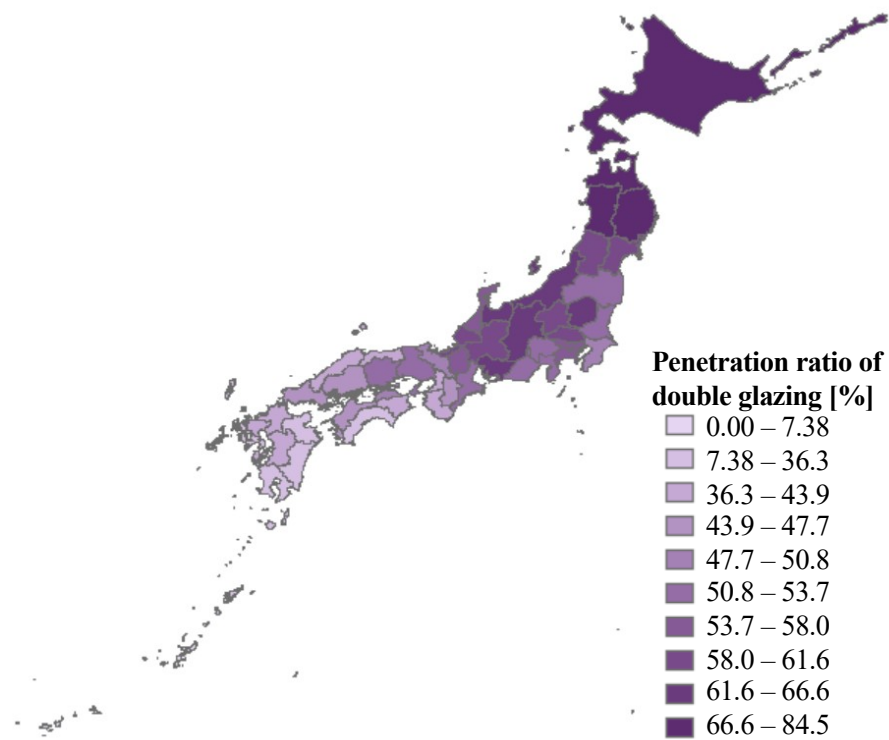 Penetration ratio of
double glazing [%]
0.00 – 7.38
7.38 – 36.3
36.3 – 43.9
43.9 – 47.7
47.7 – 50.8
50.8 – 53.7
53.7 – 58.0
58.0 – 61.6
61.6 – 66.6
66.6 – 84.5